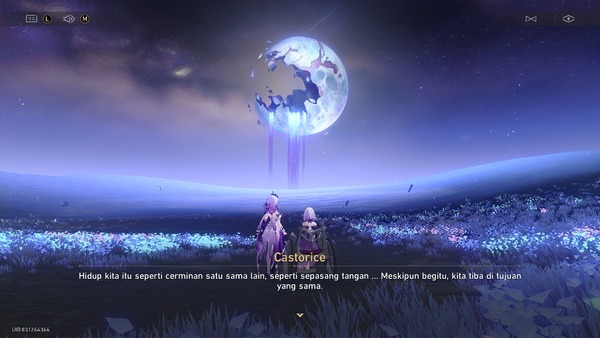 L
M
Castorice
Hidup kita itu seperti cerminan satu sama lain, seperti sepasang tangan ... Meskipun begitu, kita tiba di tujuan
yang sama.
UID:831264364